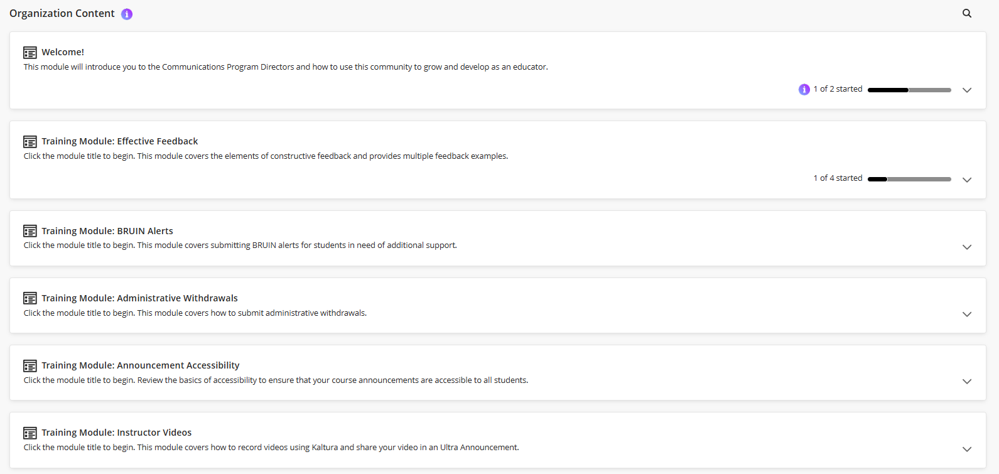 Organization Content
Welcome!
This module will introduce you to the Communications Program Directors and how to use this community to grow and develop as an educator.
1 of 2 started
Training Module: Effective Feedback
Click the module title to begin. This module covers the elements of constructive feedback and provides multiple feedback examples.
1 of 4 started
Training Module: BRUIN Alerts
Click the module title to begin. This module covers submitting BRUIN alerts for students in need of additional support.
Training Module: Administrative Withdrawals
Click the module title to begin. This module covers how to submit administrative withdrawals.
Training Module: Announcement Accessibility
Click the module title to begin. Review the basics of accessibility to ensure that your course announcements are accessible to all students.
Training Module: Instructor Videos
Click the module title to begin. This module covers how to record videos using Kaltura and share your video in an Ultra Announcement.